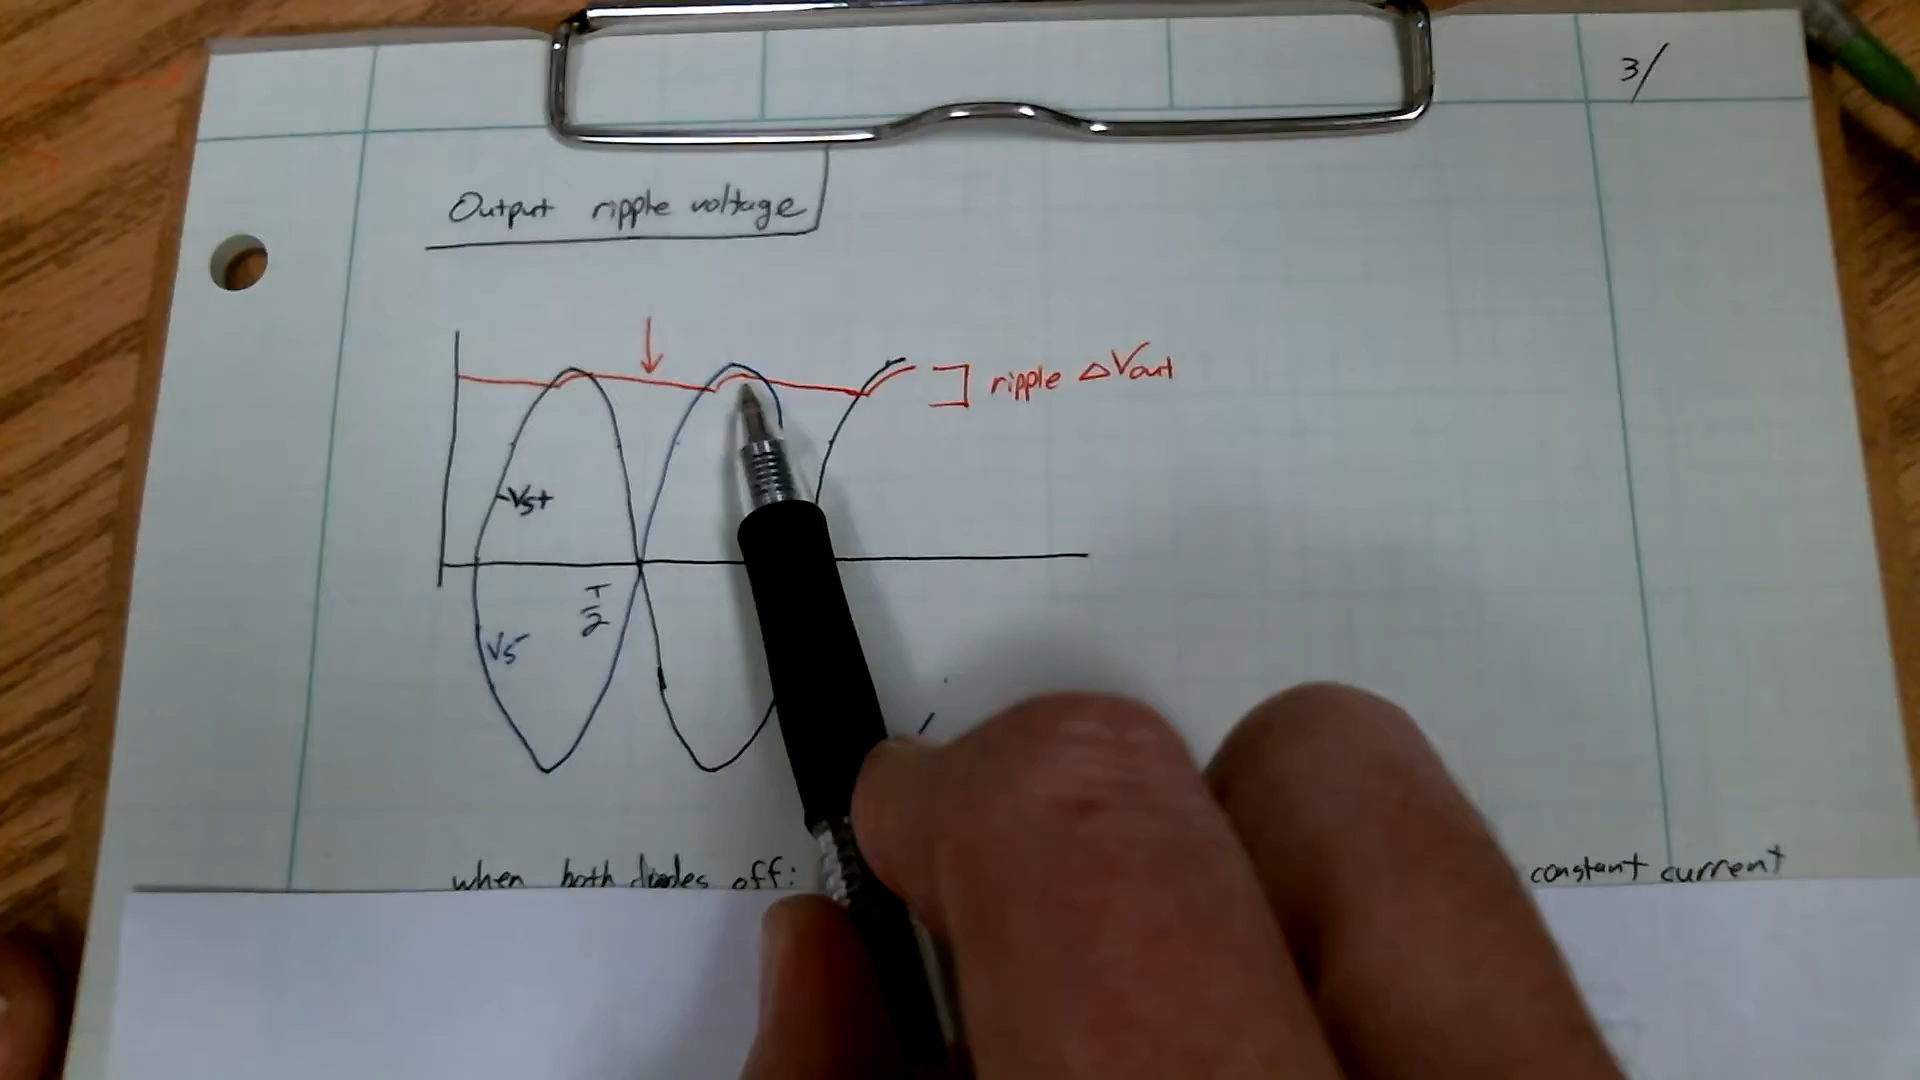 3/
Output ripple voltage
ripple ΔVout
Vs+
T/2
Vs-
when both diodes off: constant current